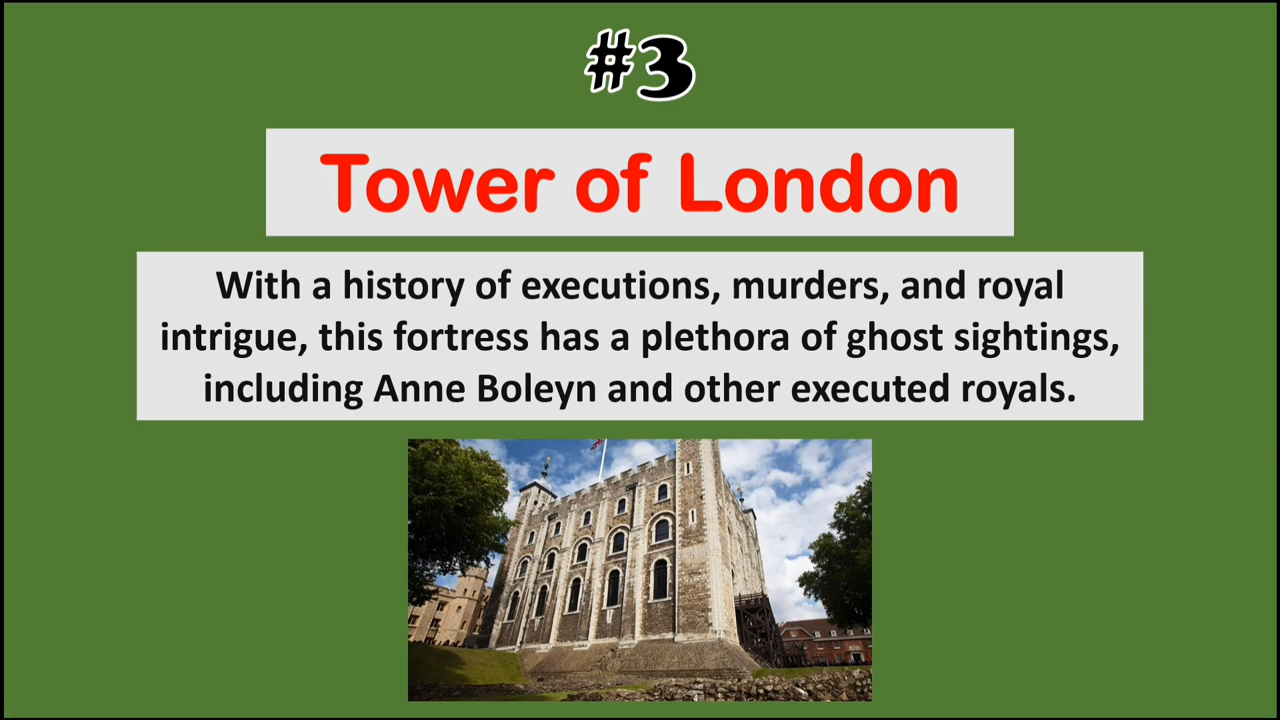 #3
Tower of London
With a history of executions, murders, and royal
intrigue, this fortress has a plethora of ghost sightings,
including Anne Boleyn and other executed royals.